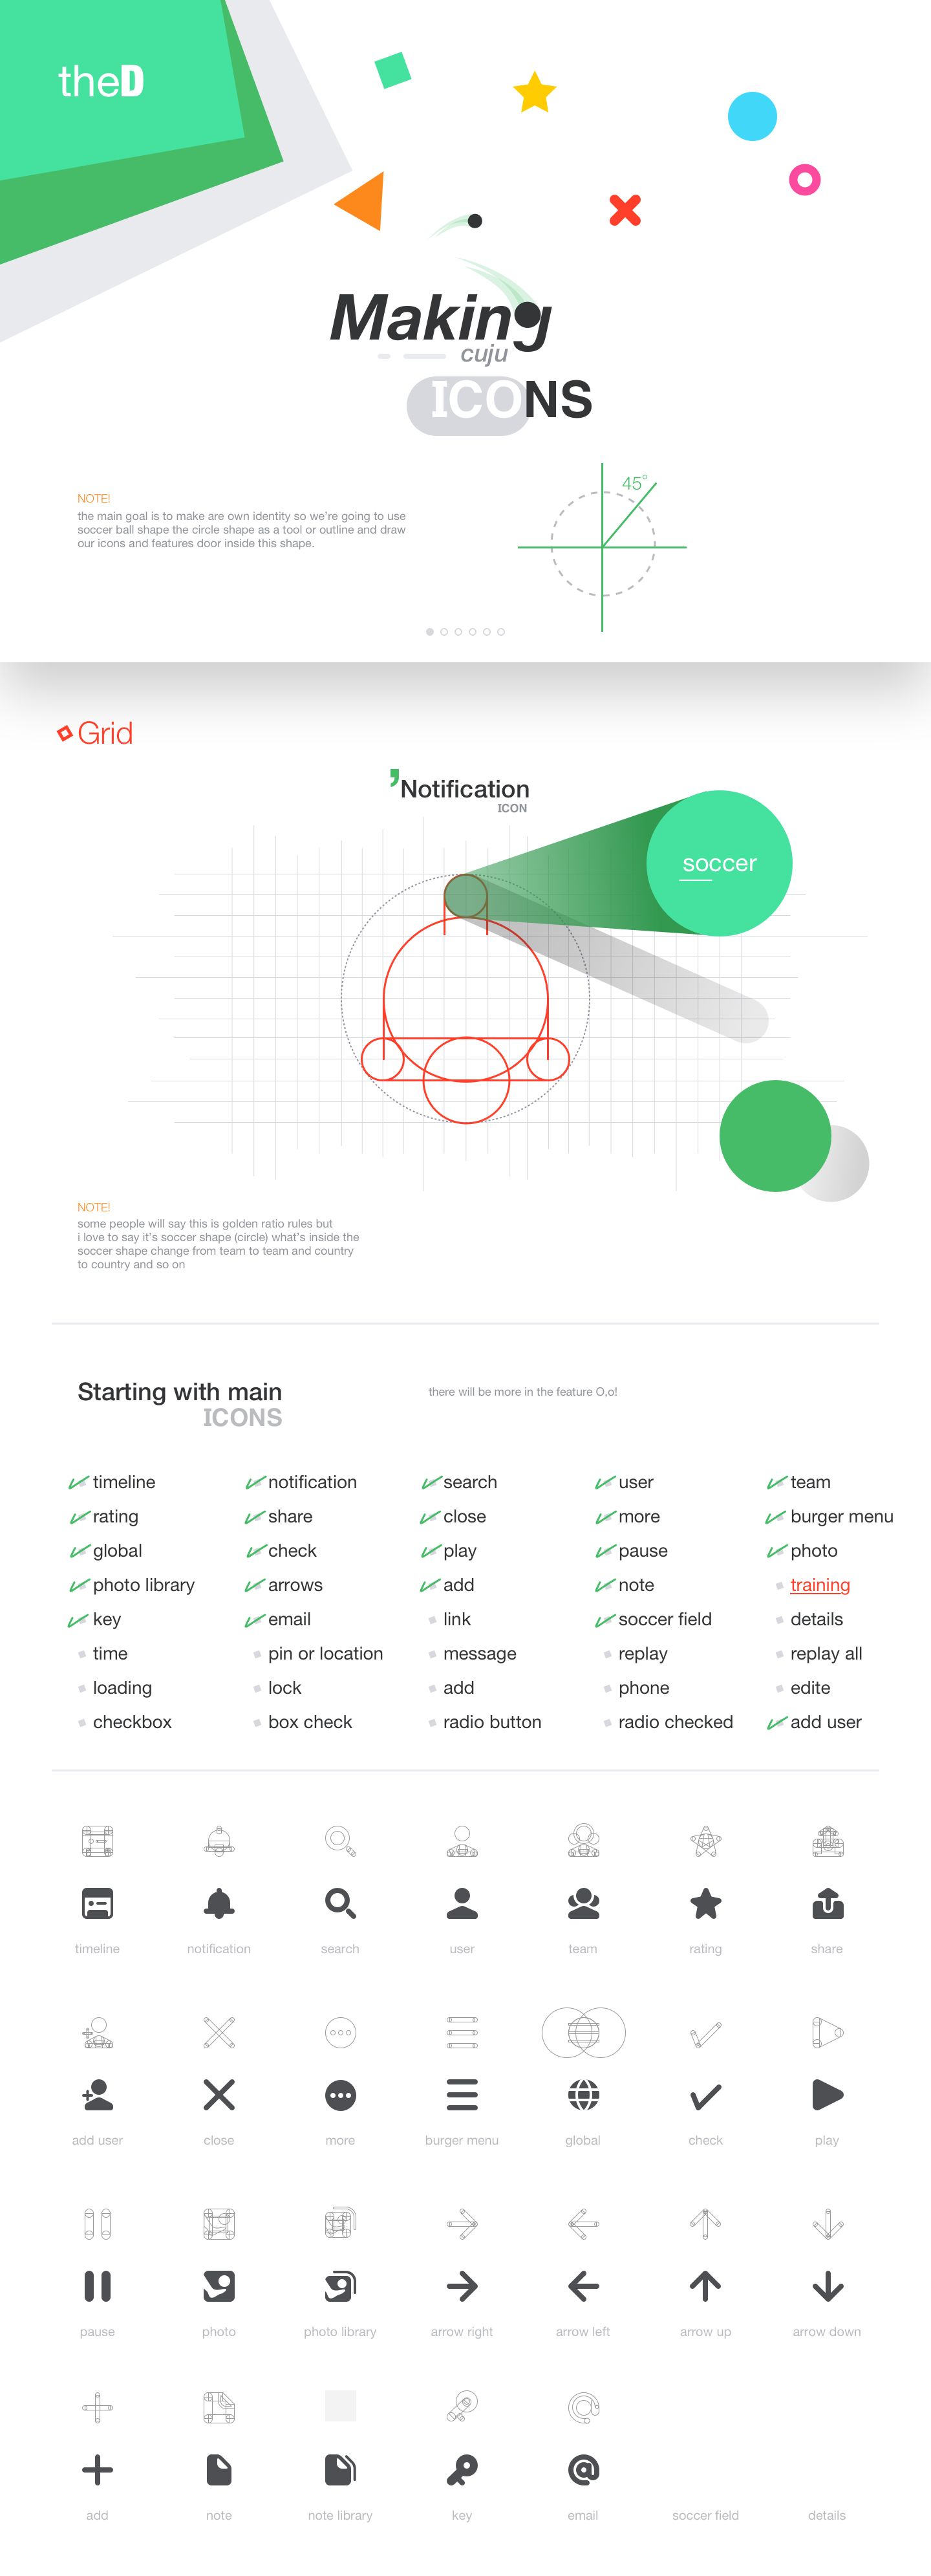 theD
Making
cuju
ICONS
45°
NOTE!
the main goal is to make are own identity so we're going to use
soccer ball shape the circle shape as a tool or outline and draw
our icons and features door inside this shape.
Grid
Notification
ICON
soccer
NOTE!
some people will say this is golden ratio rules but
i love to say it's soccer shape (circle) what's inside the
soccer shape change from team to team and country
to country and so on
Starting with main
ICONS
there will be more in the feature O,o!
timeline notification search user team
rating share close more burger menu
global check play pause photo
photo library arrows add note training
key email link soccer field details
time pin or location message replay replay all
loading lock add phone edite
checkbox box check radio button radio checked add user
timeline notification search user team rating share
add user close more burger menu global check play
pause photo photo library arrow right arrow left arrow up arrow down
add note note library key email soccer field details